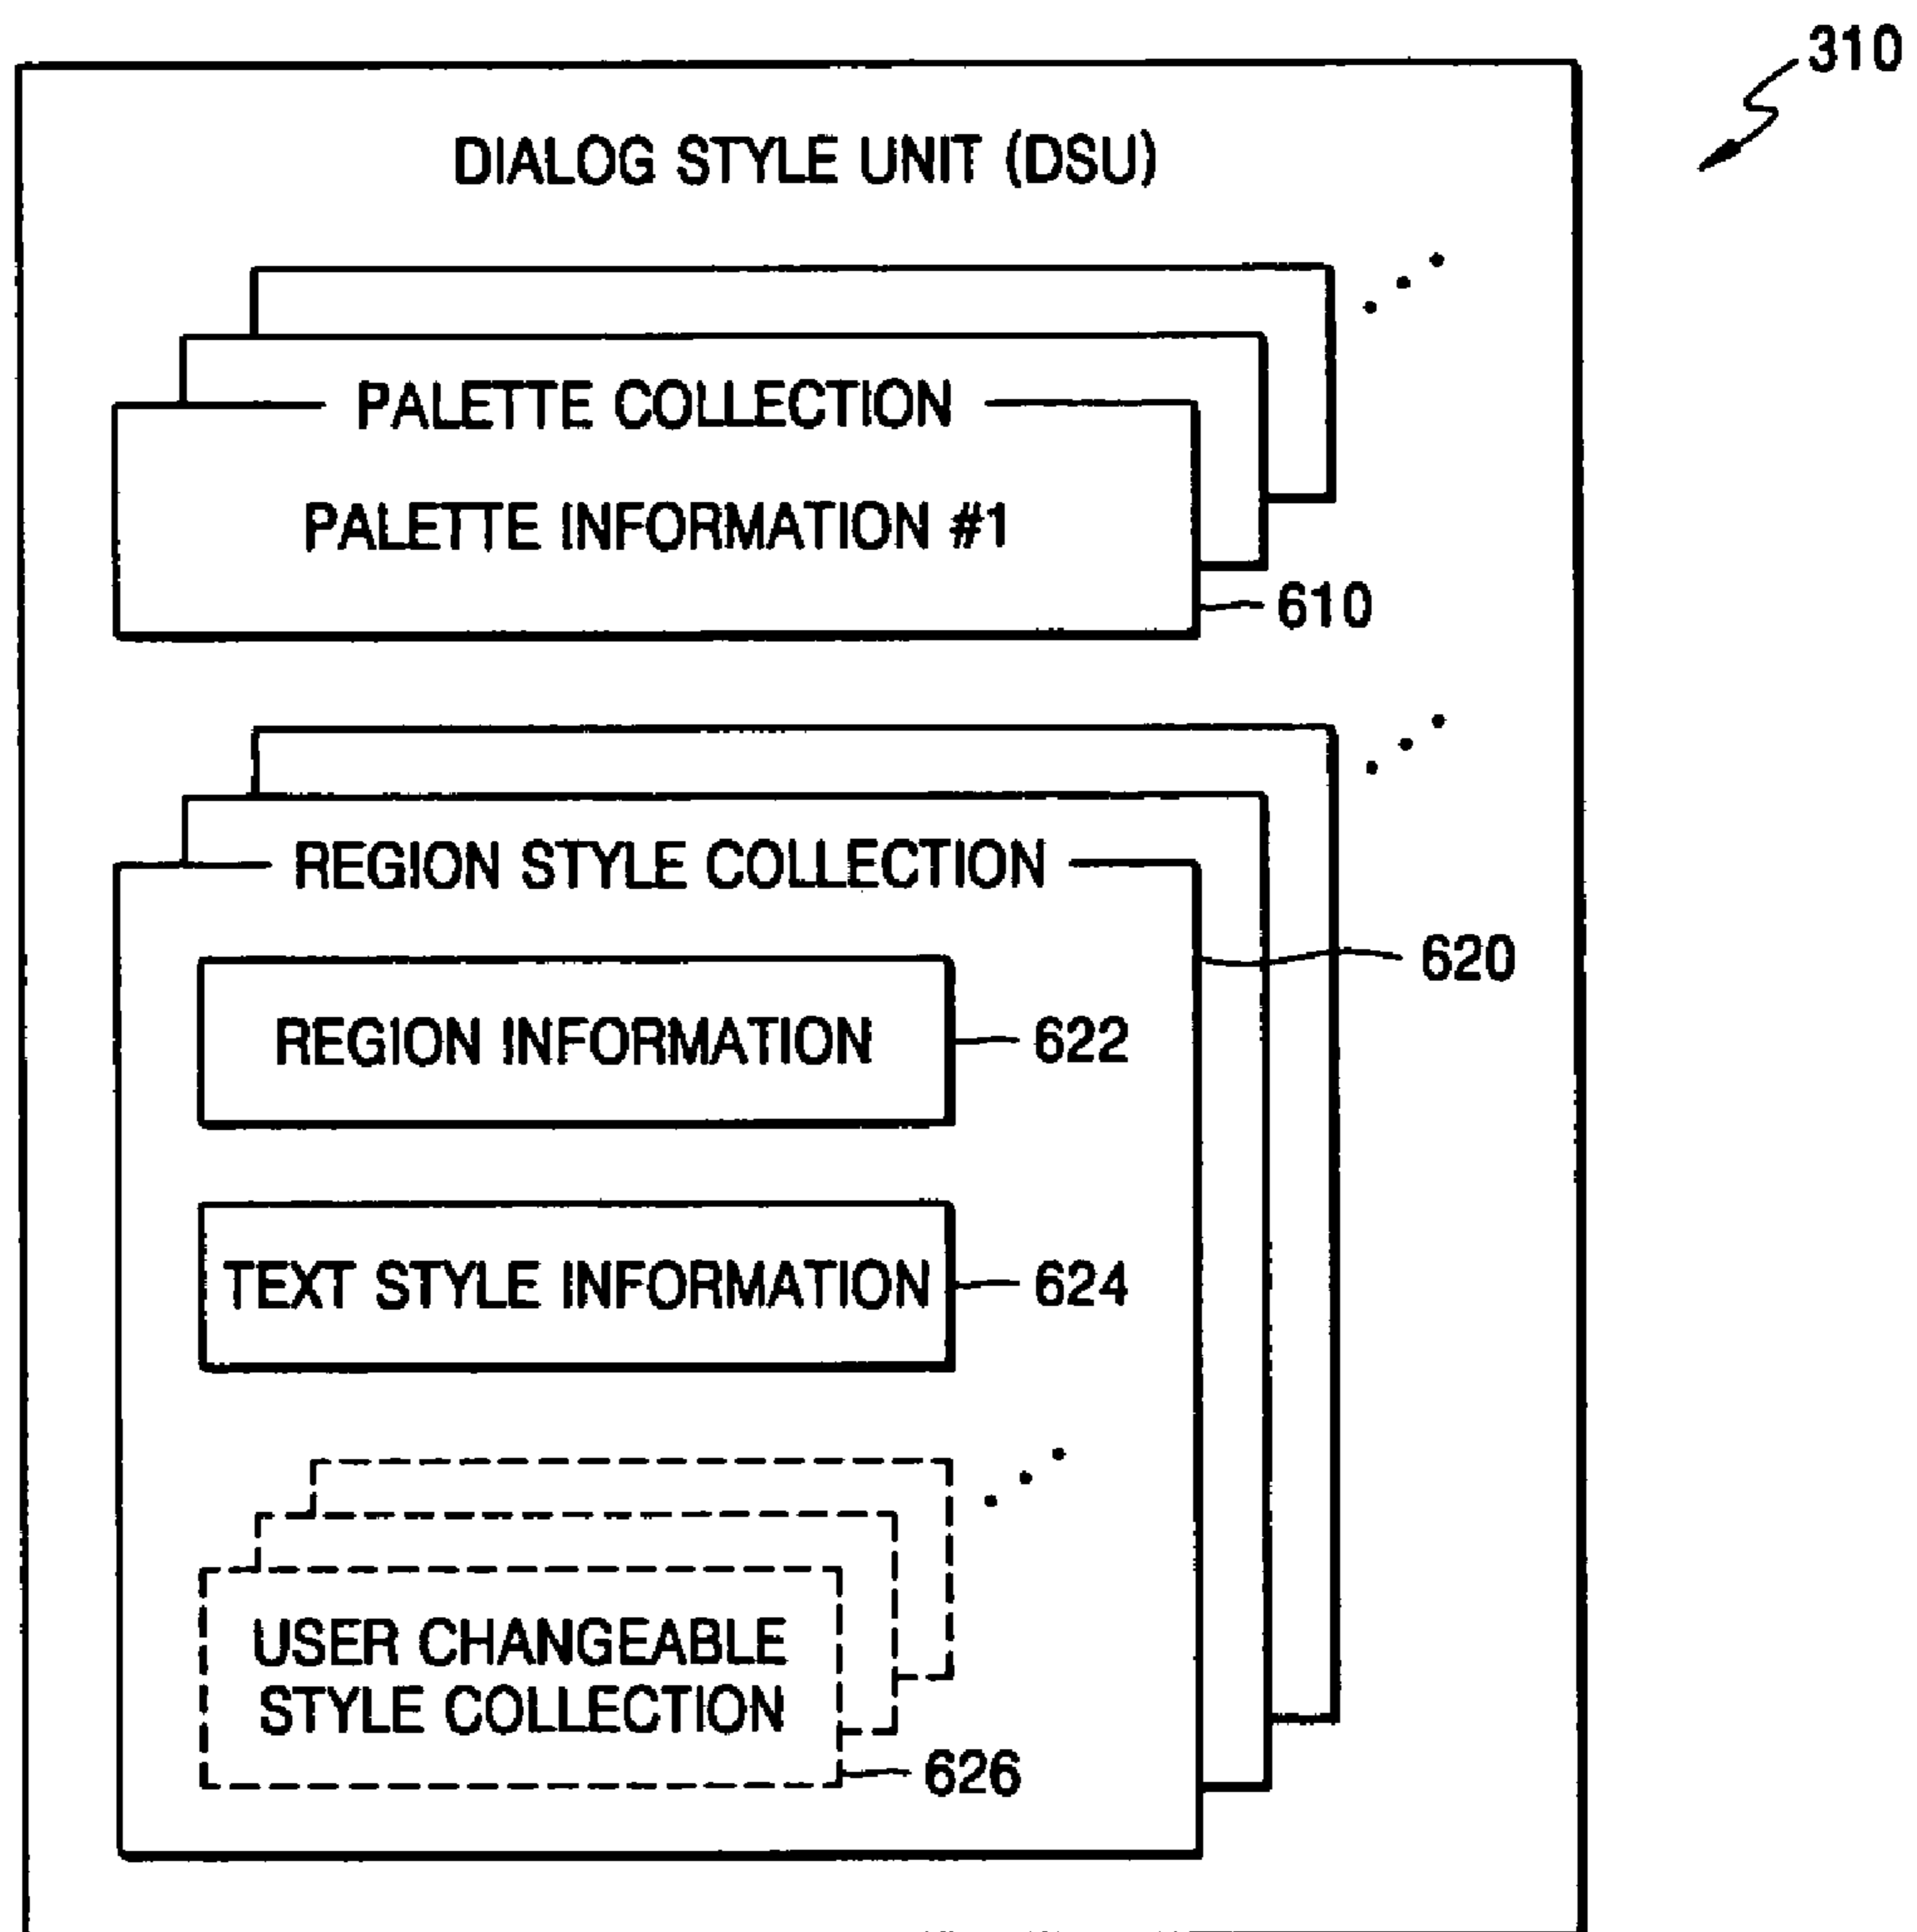 310
DIALOG STYLE UNIT (DSU)
PALETTE COLLECTION
PALETTE INFORMATION #1
610
REGION STYLE COLLECTION
620
REGION INFORMATION
622
TEXT STYLE INFORMATION
624
USER CHANGEABLE
STYLE COLLECTION
626